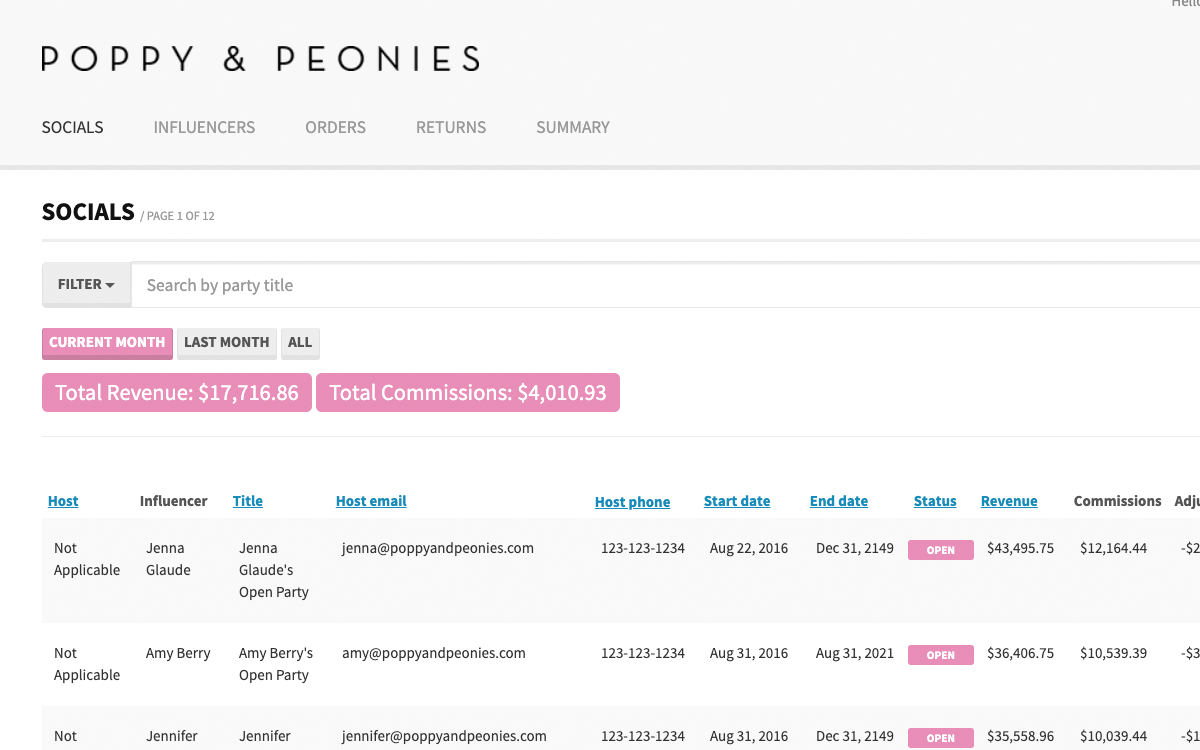 POPPY & PEONIES
SOCIALS INFLUENCERS ORDERS RETURNS SUMMARY
SOCIALS / PAGE 1 OF 12
FILTER Search by party title
CURRENT MONTH LAST MONTH ALL
Total Revenue: $17,716.86 Total Commissions: $4,010.93
Host Influencer Title Host email Host phone Start date End date Status Revenue Commissions
Not Jenna Jenna jenna@poppyandpeonies.com 123-123-1234 Aug 22, 2016 Dec 31, 2149 OPEN $43,495.75 $12,164.44
Applicable Glaude Glaude's
Open Party
Not Amy Berry Amy Berry's amy@poppyandpeonies.com 123-123-1234 Aug 31, 2016 Aug 31, 2021 OPEN $36,406.75 $10,539.39
Applicable Open Party
Not Jennifer Jennifer jennifer@poppyandpeonies.com 123-123-1234 Aug 31, 2016 Dec 31, 2149 OPEN $35,558.96 $10,039.44